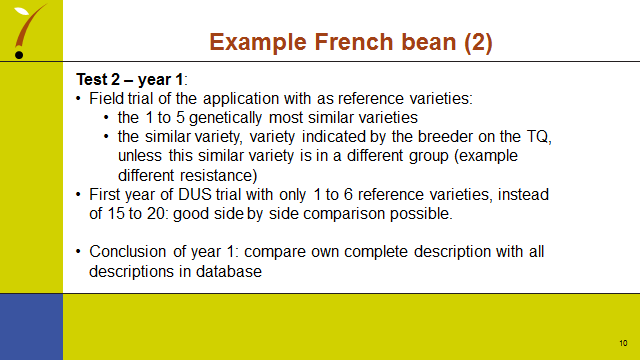 Example French bean (2)
Test 2 – year 1:
• Field trial of the application with as reference varieties:
• the 1 to 5 genetically most similar varieties
• the similar variety, variety indicated by the breeder on the TQ,
unless this similar variety is in a different group (example
different resistance)
• First year of DUS trial with only 1 to 6 reference varieties, instead
of 15 to 20: good side by side comparison possible.
• Conclusion of year 1: compare own complete description with all
descriptions in database
10